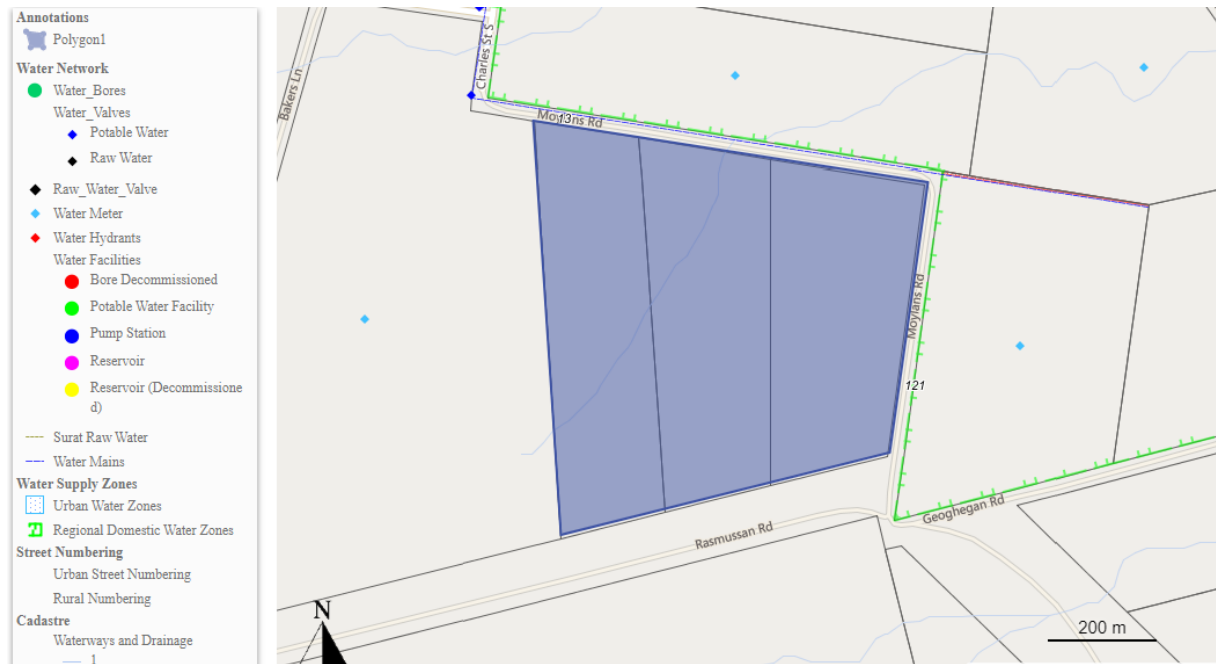 Annotations
Polygon1
Water Network
Water_Bores
Water_Valves
Potable Water
Raw Water
Raw_Water_Valve
Water Meter
Water Hydrants
Water Facilities
Bore Decommissioned
Potable Water Facility
Pump Station
Reservoir
Reservoir (Decommissione
d)
Surat Raw Water
Water Mains
Water Supply Zones
Urban Water Zones
Regional Domestic Water Zones
Street Numbering
Urban Street Numbering
Rural Numbering
Cadastre
Waterways and Drainage
1
Bakers Ln
Charles St S
Moylans Rd
13
Moylans Rd
121
Geoghegan Rd
Rasmussan Rd
N
200 m